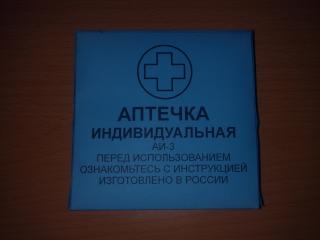 АПТЕЧКА
ИНДИВИДУАЛЬНАЯ
АИ-3
ПЕРЕД ИСПОЛЬЗОВАНИЕМ
ОЗНАКОМЬТЕСЬ С ИНСТРУКЦИЕЙ
ИЗГОТОВЛЕНО В РОССИИ